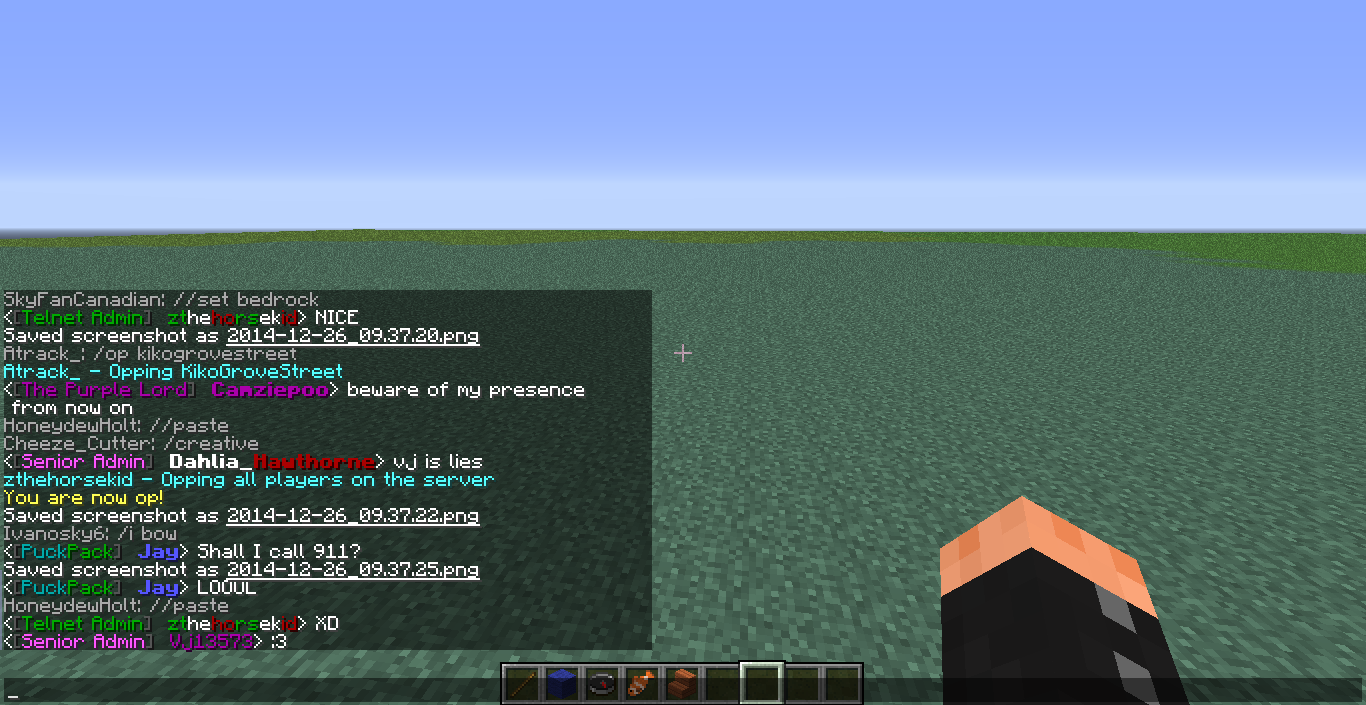 SkyFanCanadian: //set bedrock
<[Telnet Admin] zthehorsekid> NICE
Saved screenshot as 2014-12-26_09.37.20.png
Atrack_: /op kikogrovestreet
Atrack_ - Opping KikoGroveStreet
<[The Purple Lord] Camziepoo> beware of my presence
from now on
HoneydewHolt: //paste
Cheeze_Cutter: /creative
<[Senior Admin] Dahlia_Hawthorne> vj is lies
zthehorsekid - Opping all players on the server
You are now op!
Saved screenshot as 2014-12-26_09.37.22.png
Ivanosky6: /i bow
<[PuckPack] Jay> Shall I call 911?
Saved screenshot as 2014-12-26_09.37.25.png
<[PuckPack] Jay> LOOUL
HoneydewHolt: //paste
<[Telnet Admin] zthehorsekid> XD
<[Senior Admin] Vj13573> :3
_